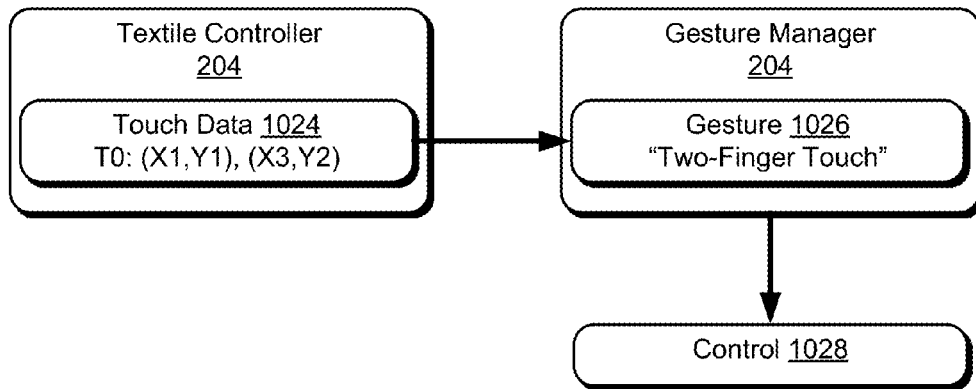 Textile Controller
204
Touch Data 1024
T0: (X1,Y1), (X3,Y2)
Gesture Manager
204
Gesture 1026
“Two-Finger Touch”
Control 1028